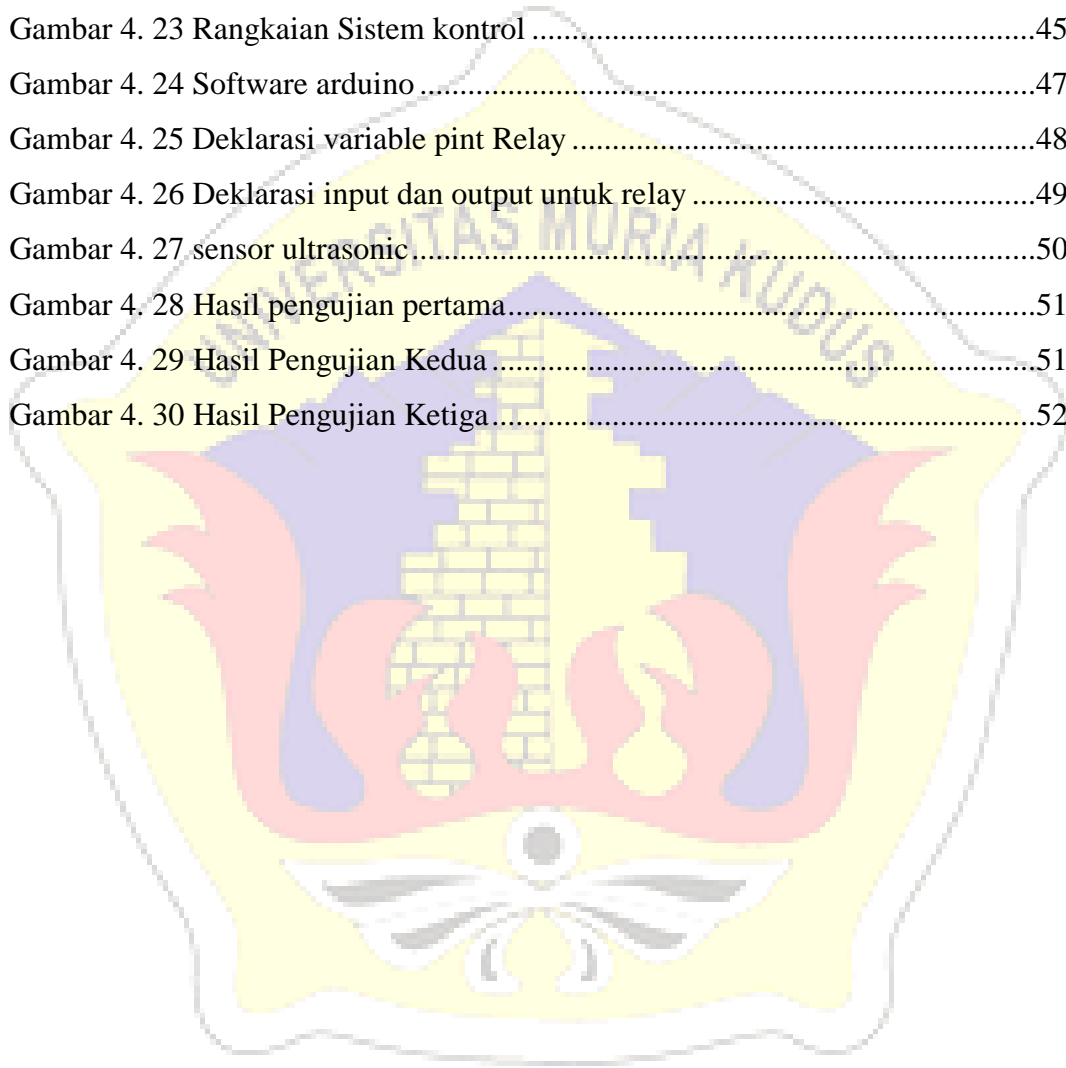 Gambar 4. 23 Rangkaian Sistem kontrol ................................................................45
Gambar 4. 24 Software arduino ..............................................................................47
Gambar 4. 25 Deklarasi variable pint Relay ...........................................................48
Gambar 4. 26 Deklarasi input dan output untuk relay ............................................49
Gambar 4. 27 sensor ultrasonic ...............................................................................50
Gambar 4. 28 Hasil pengujian pertama ...................................................................51
Gambar 4. 29 Hasil Pengujian Kedua .....................................................................51
Gambar 4. 30 Hasil Pengujian Ketiga .....................................................................52
UNIVERSITAS MURIA KUDUS